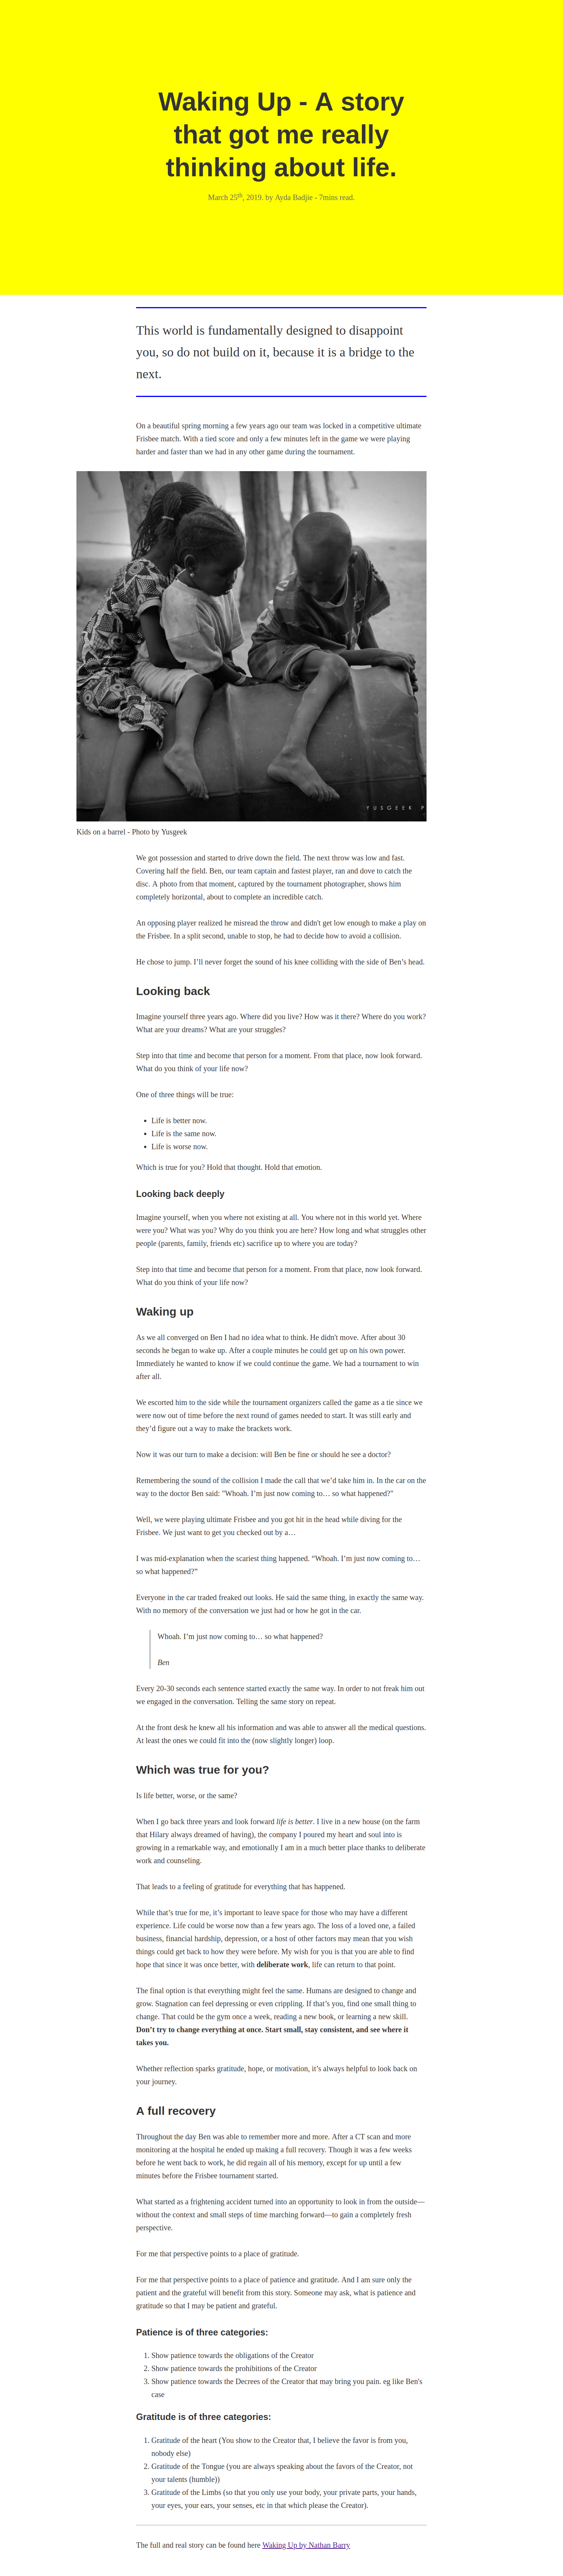 Waking Up - A story
that got me really
thinking about life.
March 25th, 2019. by Ayda Badjie - 7mins read.
This world is fundamentally designed to disappoint
you, so do not build on it, because it is a bridge to the
next.
On a beautiful spring morning a few years ago our team was locked in a competitive ultimate
Frisbee match. With a tied score and only a few minutes left in the game we were playing
harder and faster than we had in any other game during the tournament.
YUSGEEK P
Kids on a barrel - Photo by Yusgeek
We got possession and started to drive down the field. The next throw was low and fast.
Covering half the field. Ben, our team captain and fastest player, ran and dove to catch the
disc. A photo from that moment, captured by the tournament photographer, shows him
completely horizontal, about to complete an incredible catch.
An opposing player realized he misread the throw and didn't get low enough to make a play on
the Frisbee. In a split second, unable to stop, he had to decide how to avoid a collision.
He chose to jump. I’ll never forget the sound of his knee colliding with the side of Ben’s head.
Looking back
Imagine yourself three years ago. Where did you live? How was it there? Where do you work?
What are your dreams? What are your struggles?
Step into that time and become that person for a moment. From that place, now look forward.
What do you think of your life now?
One of three things will be true:
• Life is better now.
• Life is the same now.
• Life is worse now.
Which is true for you? Hold that thought. Hold that emotion.
Looking back deeply
Imagine yourself, when you where not existing at all. You where not in this world yet. Where
were you? What was you? Why do you think you are here? How long and what struggles other
people (parents, family, friends etc) sacrifice up to where you are today?
Step into that time and become that person for a moment. From that place, now look forward.
What do you think of your life now?
Waking up
As we all converged on Ben I had no idea what to think. He didn't move. After about 30
seconds he began to wake up. After a couple minutes he could get up on his own power.
Immediately he wanted to know if we could continue the game. We had a tournament to win
after all.
We escorted him to the side while the tournament organizers called the game as a tie since we
were now out of time before the next round of games needed to start. It was still early and
they’d figure out a way to make the brackets work.
Now it was our turn to make a decision: will Ben be fine or should he see a doctor?
Remembering the sound of the collision I made the call that we’d take him in. In the car on the
way to the doctor Ben said: "Whoah. I’m just now coming to… so what happened?"
Well, we were playing ultimate Frisbee and you got hit in the head while diving for the
Frisbee. We just want to get you checked out by a…
I was mid-explanation when the scariest thing happened. “Whoah. I’m just now coming to…
so what happened?”
Everyone in the car traded freaked out looks. He said the same thing, in exactly the same way.
With no memory of the conversation we just had or how he got in the car.
Whoah. I’m just now coming to… so what happened?
Ben
Every 20-30 seconds each sentence started exactly the same way. In order to not freak him out
we engaged in the conversation. Telling the same story on repeat.
At the front desk he knew all his information and was able to answer all the medical questions.
At least the ones we could fit into the (now slightly longer) loop.
Which was true for you?
Is life better, worse, or the same?
When I go back three years and look forward life is better. I live in a new house (on the farm
that Hilary always dreamed of having), the company I poured my heart and soul into is
growing in a remarkable way, and emotionally I am in a much better place thanks to deliberate
work and counseling.
That leads to a feeling of gratitude for everything that has happened.
While that’s true for me, it’s important to leave space for those who may have a different
experience. Life could be worse now than a few years ago. The loss of a loved one, a failed
business, financial hardship, depression, or a host of other factors may mean that you wish
things could get back to how they were before. My wish for you is that you are able to find
hope that since it was once better, with deliberate work, life can return to that point.
The final option is that everything might feel the same. Humans are designed to change and
grow. Stagnation can feel depressing or even crippling. If that’s you, find one small thing to
change. That could be the gym once a week, reading a new book, or learning a new skill.
Don’t try to change everything at once. Start small, stay consistent, and see where it
takes you.
Whether reflection sparks gratitude, hope, or motivation, it’s always helpful to look back on
your journey.
A full recovery
Throughout the day Ben was able to remember more and more. After a CT scan and more
monitoring at the hospital he ended up making a full recovery. Though it was a few weeks
before he went back to work, he did regain all of his memory, except for up until a few
minutes before the Frisbee tournament started.
What started as a frightening accident turned into an opportunity to look in from the outside—
without the context and small steps of time marching forward—to gain a completely fresh
perspective.
For me that perspective points to a place of gratitude.
For me that perspective points to a place of patience and gratitude. And I am sure only the
patient and the grateful will benefit from this story. Someone may ask, what is patience and
gratitude so that I may be patient and grateful.
Patience is of three categories:
1. Show patience towards the obligations of the Creator
2. Show patience towards the prohibitions of the Creator
3. Show patience towards the Decrees of the Creator that may bring you pain. eg like Ben's
case
Gratitude is of three categories:
1. Gratitude of the heart (You show to the Creator that, I believe the favor is from you,
nobody else)
2. Gratitude of the Tongue (you are always speaking about the favors of the Creator, not
your talents (humble))
3. Gratitude of the Limbs (so that you only use your body, your private parts, your hands,
your eyes, your ears, your senses, etc in that which please the Creator).
The full and real story can be found here Waking Up by Nathan Barry